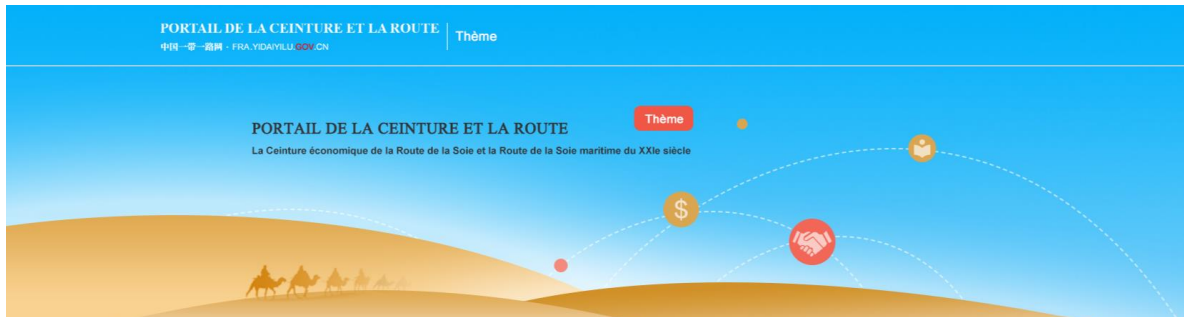 PORTAIL DE LA CEINTURE ET LA ROUTE
中国一带一路网 · FRA.YIDAIYILU.GOV.CN
Thème
PORTAIL DE LA CEINTURE ET LA ROUTE
Thème
La Ceinture économique de la Route de la Soie et la Route de la Soie maritime du XXIe siècle
$